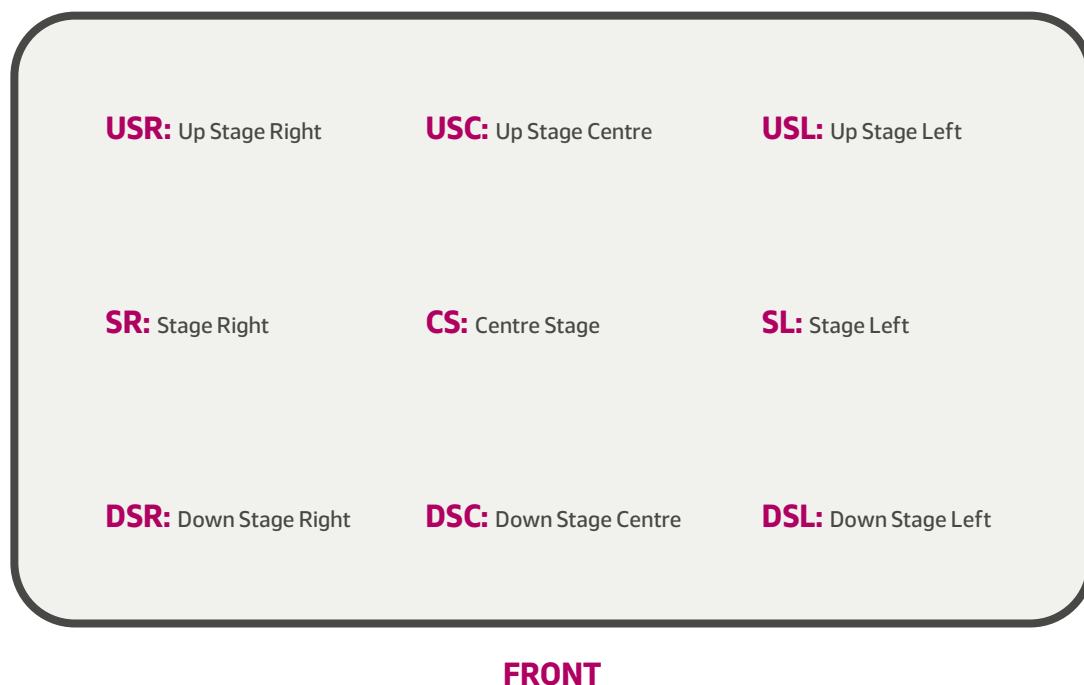 USR: Up Stage Right
USC: Up Stage Centre
USL: Up Stage Left
SR: Stage Right
CS: Centre Stage
SL: Stage Left
DSR: Down Stage Right
DSC: Down Stage Centre
DSL: Down Stage Left
FRONT